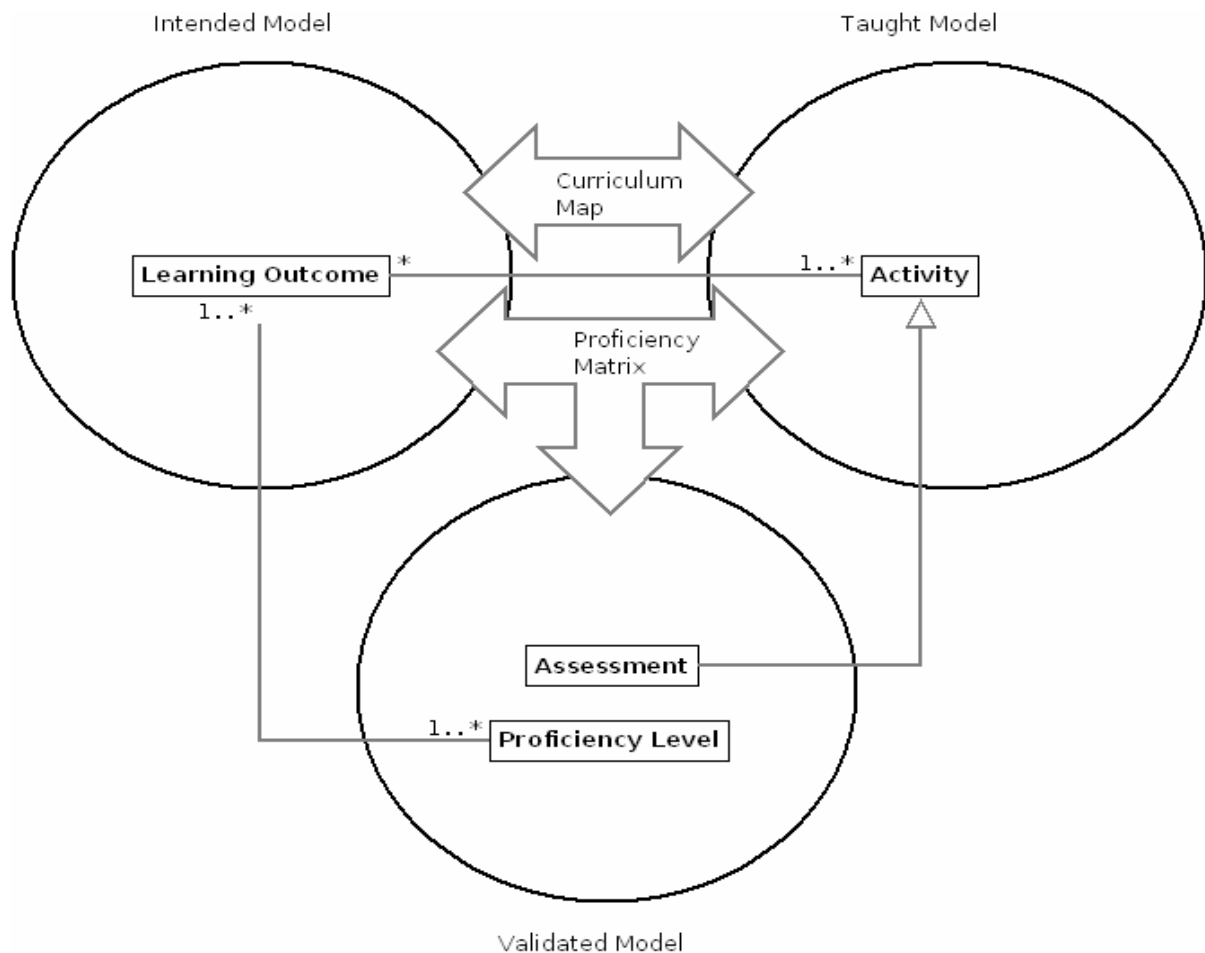 Intended Model
Taught Model
Curriculum
Map
Learning Outcome
*
1..*
Activity
1..*
Proficiency
Matrix
Assessment
1..*
Proficiency Level
Validated Model